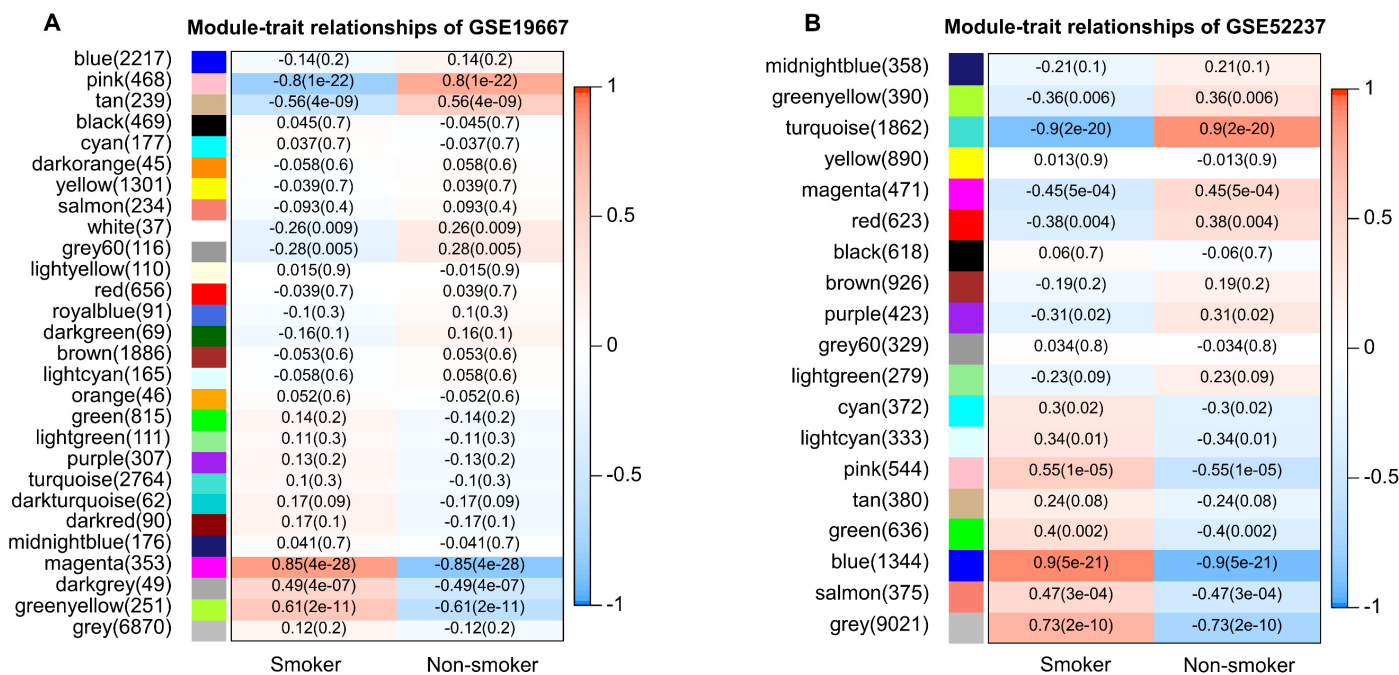 A
Module-trait relationships of GSE19667
blue(2217) -0.14(0.2) 0.14(0.2)
pink(468) -0.8(1e-22) 0.8(1e-22)
tan(239) -0.56(4e-09) 0.56(4e-09)
black(469) 0.045(0.7) -0.045(0.7)
cyan(177) 0.037(0.7) -0.037(0.7)
darkorange(45) -0.058(0.6) 0.058(0.6)
yellow(1301) -0.039(0.7) 0.039(0.7)
salmon(234) -0.093(0.4) 0.093(0.4)
white(37) -0.26(0.009) 0.26(0.009)
grey60(116) -0.28(0.005) 0.28(0.005)
lightyellow(110) 0.015(0.9) -0.015(0.9)
red(656) -0.039(0.7) 0.039(0.7)
royalblue(91) -0.1(0.3) 0.1(0.3)
darkgreen(69) -0.16(0.1) 0.16(0.1)
brown(1886) -0.053(0.6) 0.053(0.6)
lightcyan(165) -0.058(0.6) 0.058(0.6)
orange(46) 0.052(0.6) -0.052(0.6)
green(815) 0.14(0.2) -0.14(0.2)
lightgreen(111) 0.11(0.3) -0.11(0.3)
purple(307) 0.13(0.2) -0.13(0.2)
turquoise(2764) 0.1(0.3) -0.1(0.3)
darkturquoise(62) 0.17(0.09) -0.17(0.09)
darkred(90) 0.17(0.1) -0.17(0.1)
midnightblue(176) 0.041(0.7) -0.041(0.7)
magenta(353) 0.85(4e-28) -0.85(4e-28)
darkgrey(49) 0.49(4e-07) -0.49(4e-07)
greenyellow(251) 0.61(2e-11) -0.61(2e-11)
grey(6870) 0.12(0.2) -0.12(0.2)
Smoker Non-smoker
1
0.5
0
-0.5
-1
B
Module-trait relationships of GSE52237
midnightblue(358) -0.21(0.1) 0.21(0.1)
greenyellow(390) -0.36(0.006) 0.36(0.006)
turquoise(1862) -0.9(2e-20) 0.9(2e-20)
yellow(890) 0.013(0.9) -0.013(0.9)
magenta(471) -0.45(5e-04) 0.45(5e-04)
red(623) -0.38(0.004) 0.38(0.004)
black(618) 0.06(0.7) -0.06(0.7)
brown(926) -0.19(0.2) 0.19(0.2)
purple(423) -0.31(0.02) 0.31(0.02)
grey60(329) 0.034(0.8) -0.034(0.8)
lightgreen(279) -0.23(0.09) 0.23(0.09)
cyan(372) 0.3(0.02) -0.3(0.02)
lightcyan(333) 0.34(0.01) -0.34(0.01)
pink(544) 0.55(1e-05) -0.55(1e-05)
tan(380) 0.24(0.08) -0.24(0.08)
green(636) 0.4(0.002) -0.4(0.002)
blue(1344) 0.9(5e-21) -0.9(5e-21)
salmon(375) 0.47(3e-04) -0.47(3e-04)
grey(9021) 0.73(2e-10) -0.73(2e-10)
Smoker Non-smoker
1
0.5
0
-0.5
-1